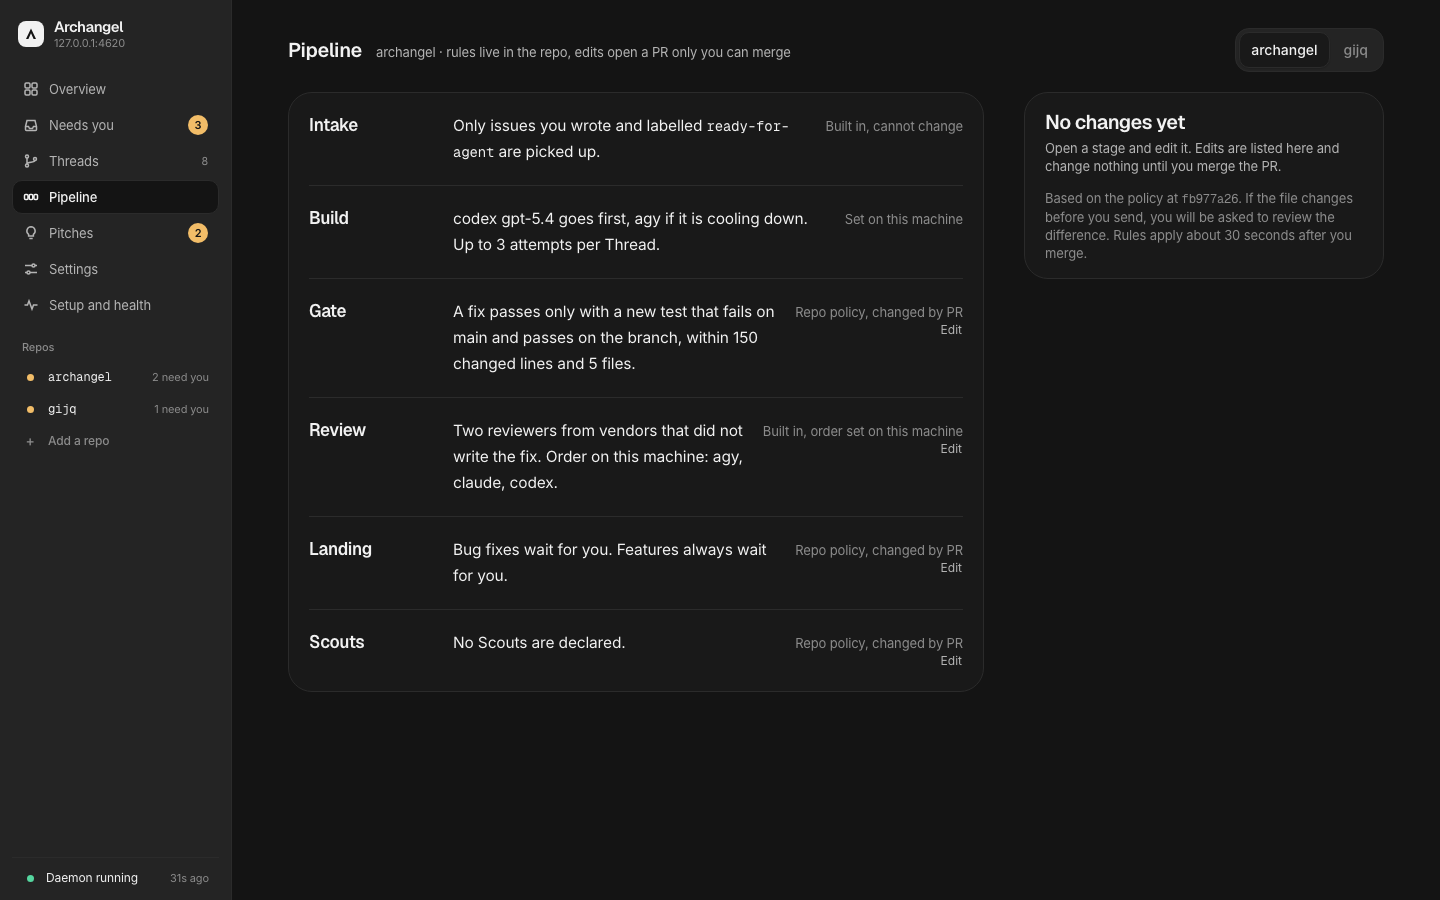 Archangel
127.0.0.1:4620
Overview
Needs you 3
Threads 8
Pipeline
Pitches 2
Settings
Setup and health
Repos
archangel 2 need you
gijq 1 need you
+ Add a repo
Daemon running 31s ago
Pipeline archangel · rules live in the repo, edits open a PR only you can merge
archangel gijq
Intake
Only issues you wrote and labelled ready-for-
agent are picked up.
Built in, cannot change
Build
codex gpt-5.4 goes first, agy if it is cooling down.
Up to 3 attempts per Thread.
Set on this machine
Gate
A fix passes only with a new test that fails on
main and passes on the branch, within 150
changed lines and 5 files.
Repo policy, changed by PR
Edit
Review
Two reviewers from vendors that did not
write the fix. Order on this machine: agy,
claude, codex.
Built in, order set on this machine
Edit
Landing
Bug fixes wait for you. Features always wait
for you.
Repo policy, changed by PR
Edit
Scouts
No Scouts are declared.
Repo policy, changed by PR
Edit
No changes yet
Open a stage and edit it. Edits are listed here and
change nothing until you merge the PR.
Based on the policy at fb977a26. If the file changes
before you send, you will be asked to review the
difference. Rules apply about 30 seconds after you
merge.